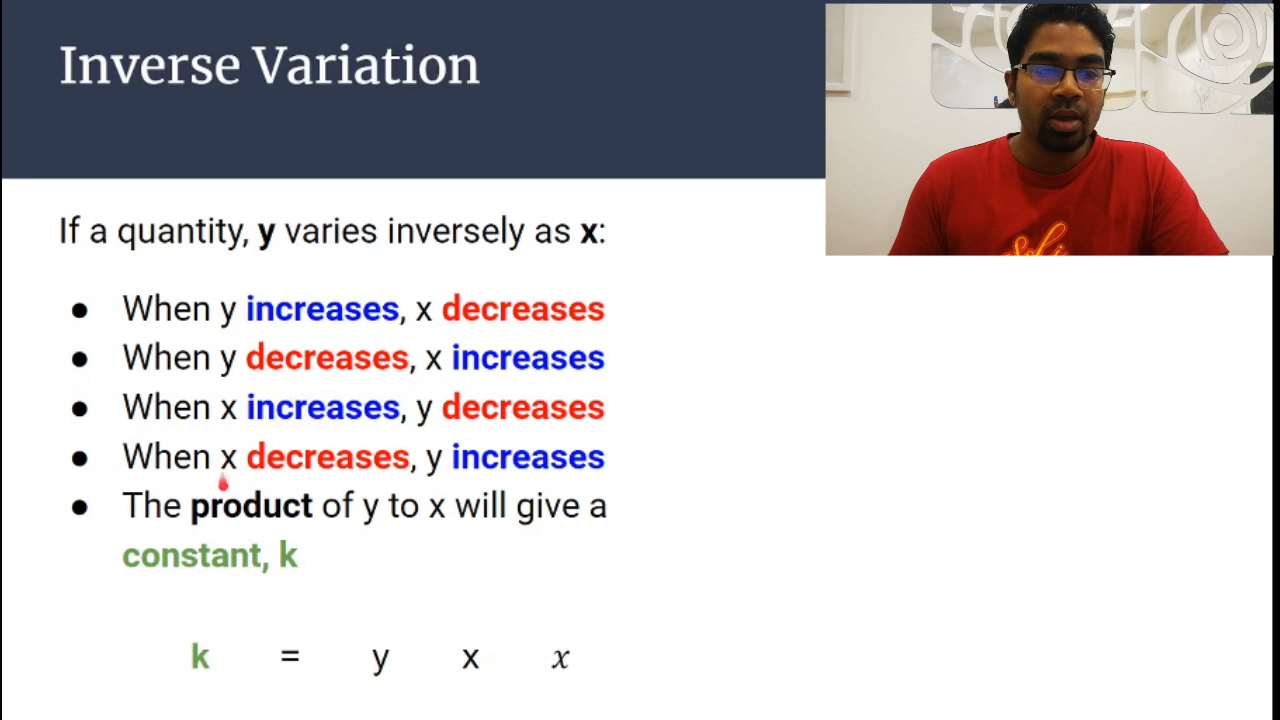 Inverse Variation
If a quantity, y varies inversely as x:
● When y increases, x decreases
● When y decreases, x increases
● When x increases, y decreases
● When x decreases, y increases
● The product of y to x will give a
constant, k
k = y x x